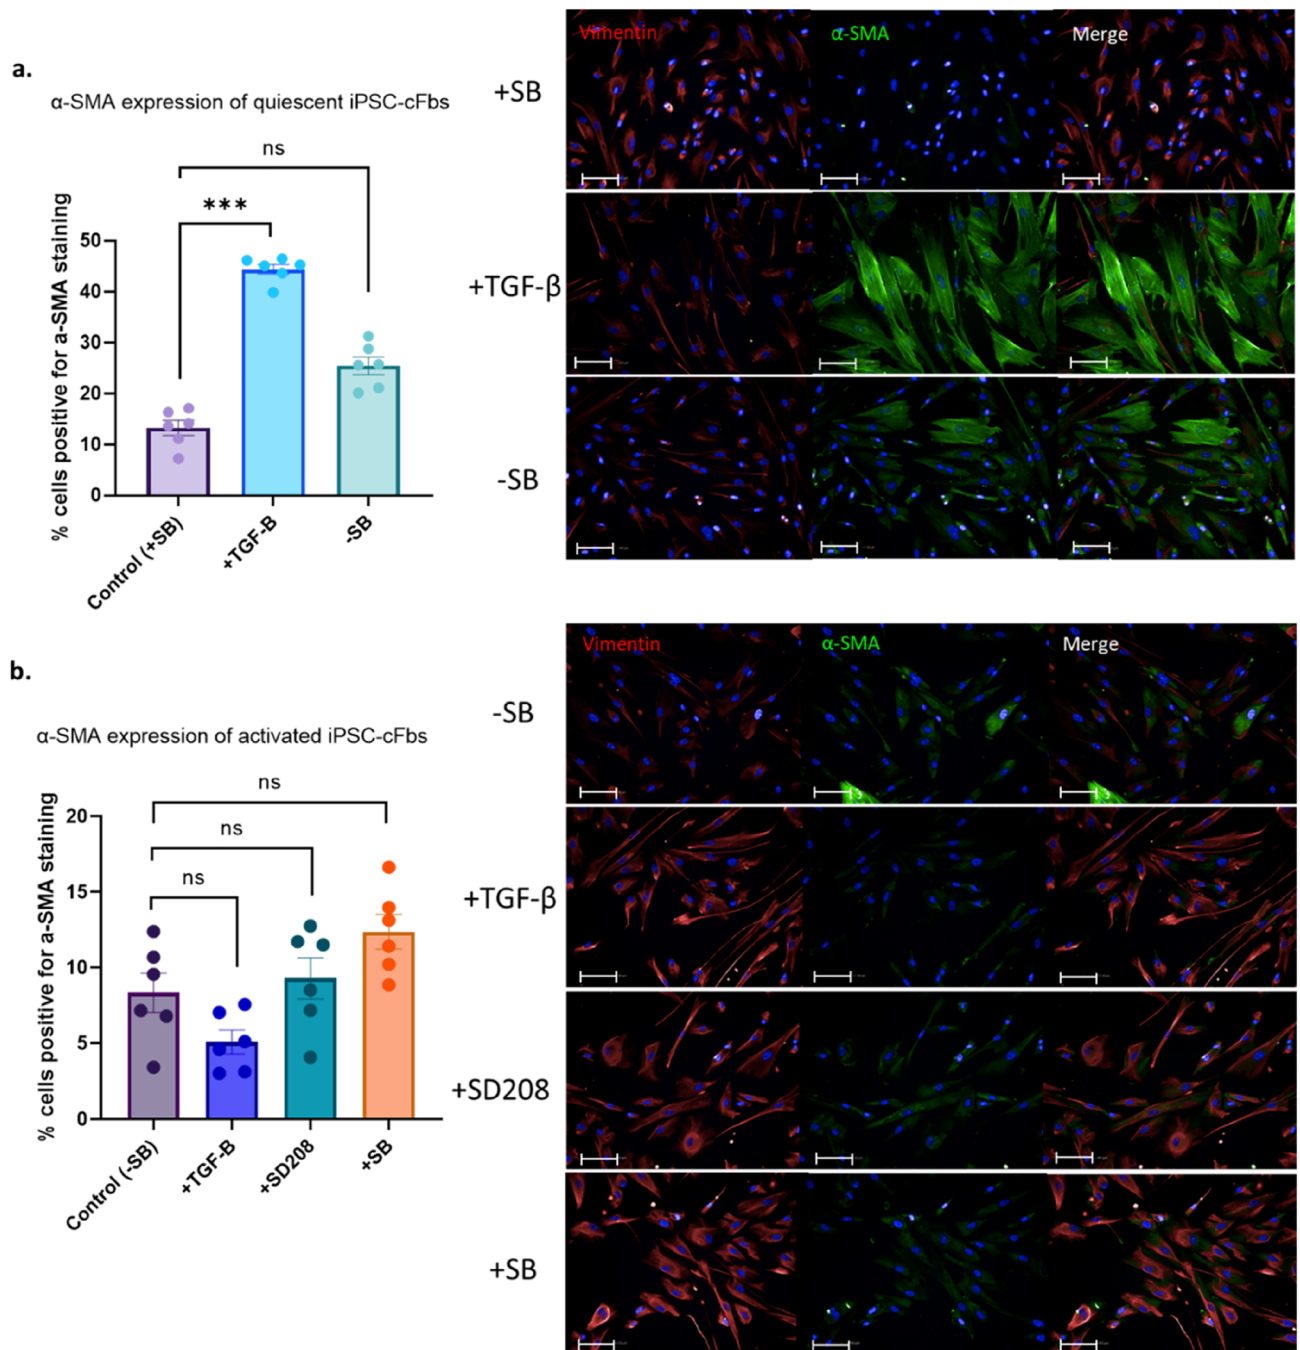 a.
α-SMA expression of quiescent iPSC-cFbs
ns
***
% cells positive for a-SMA staining
50
40
30
20
10
0
Control (+SB)
+TGF-B
-SB
Vimentin
α-SMA
Merge
+SB
+TGF-β
-SB
b.
α-SMA expression of activated iPSC-cFbs
ns
ns
ns
% cells positive for a-SMA staining
20
15
10
5
0
Control (-SB)
+TGF-B
+SD208
+SB
Vimentin
α-SMA
Merge
-SB
+TGF-β
+SD208
+SB